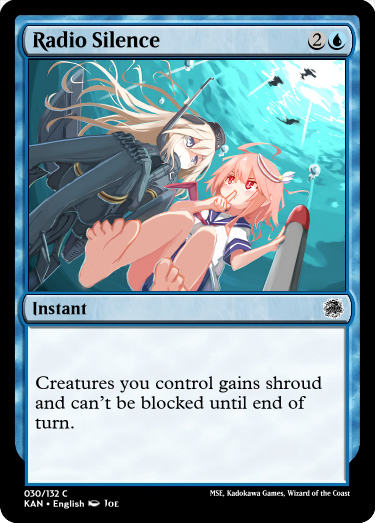 Radio Silence 2
Instant
Creatures you control gains shroud
and can't be blocked until end of
turn.
030/132 C
KAN • English JOE
MSE, Kadokawa Games, Wizard of the Coast